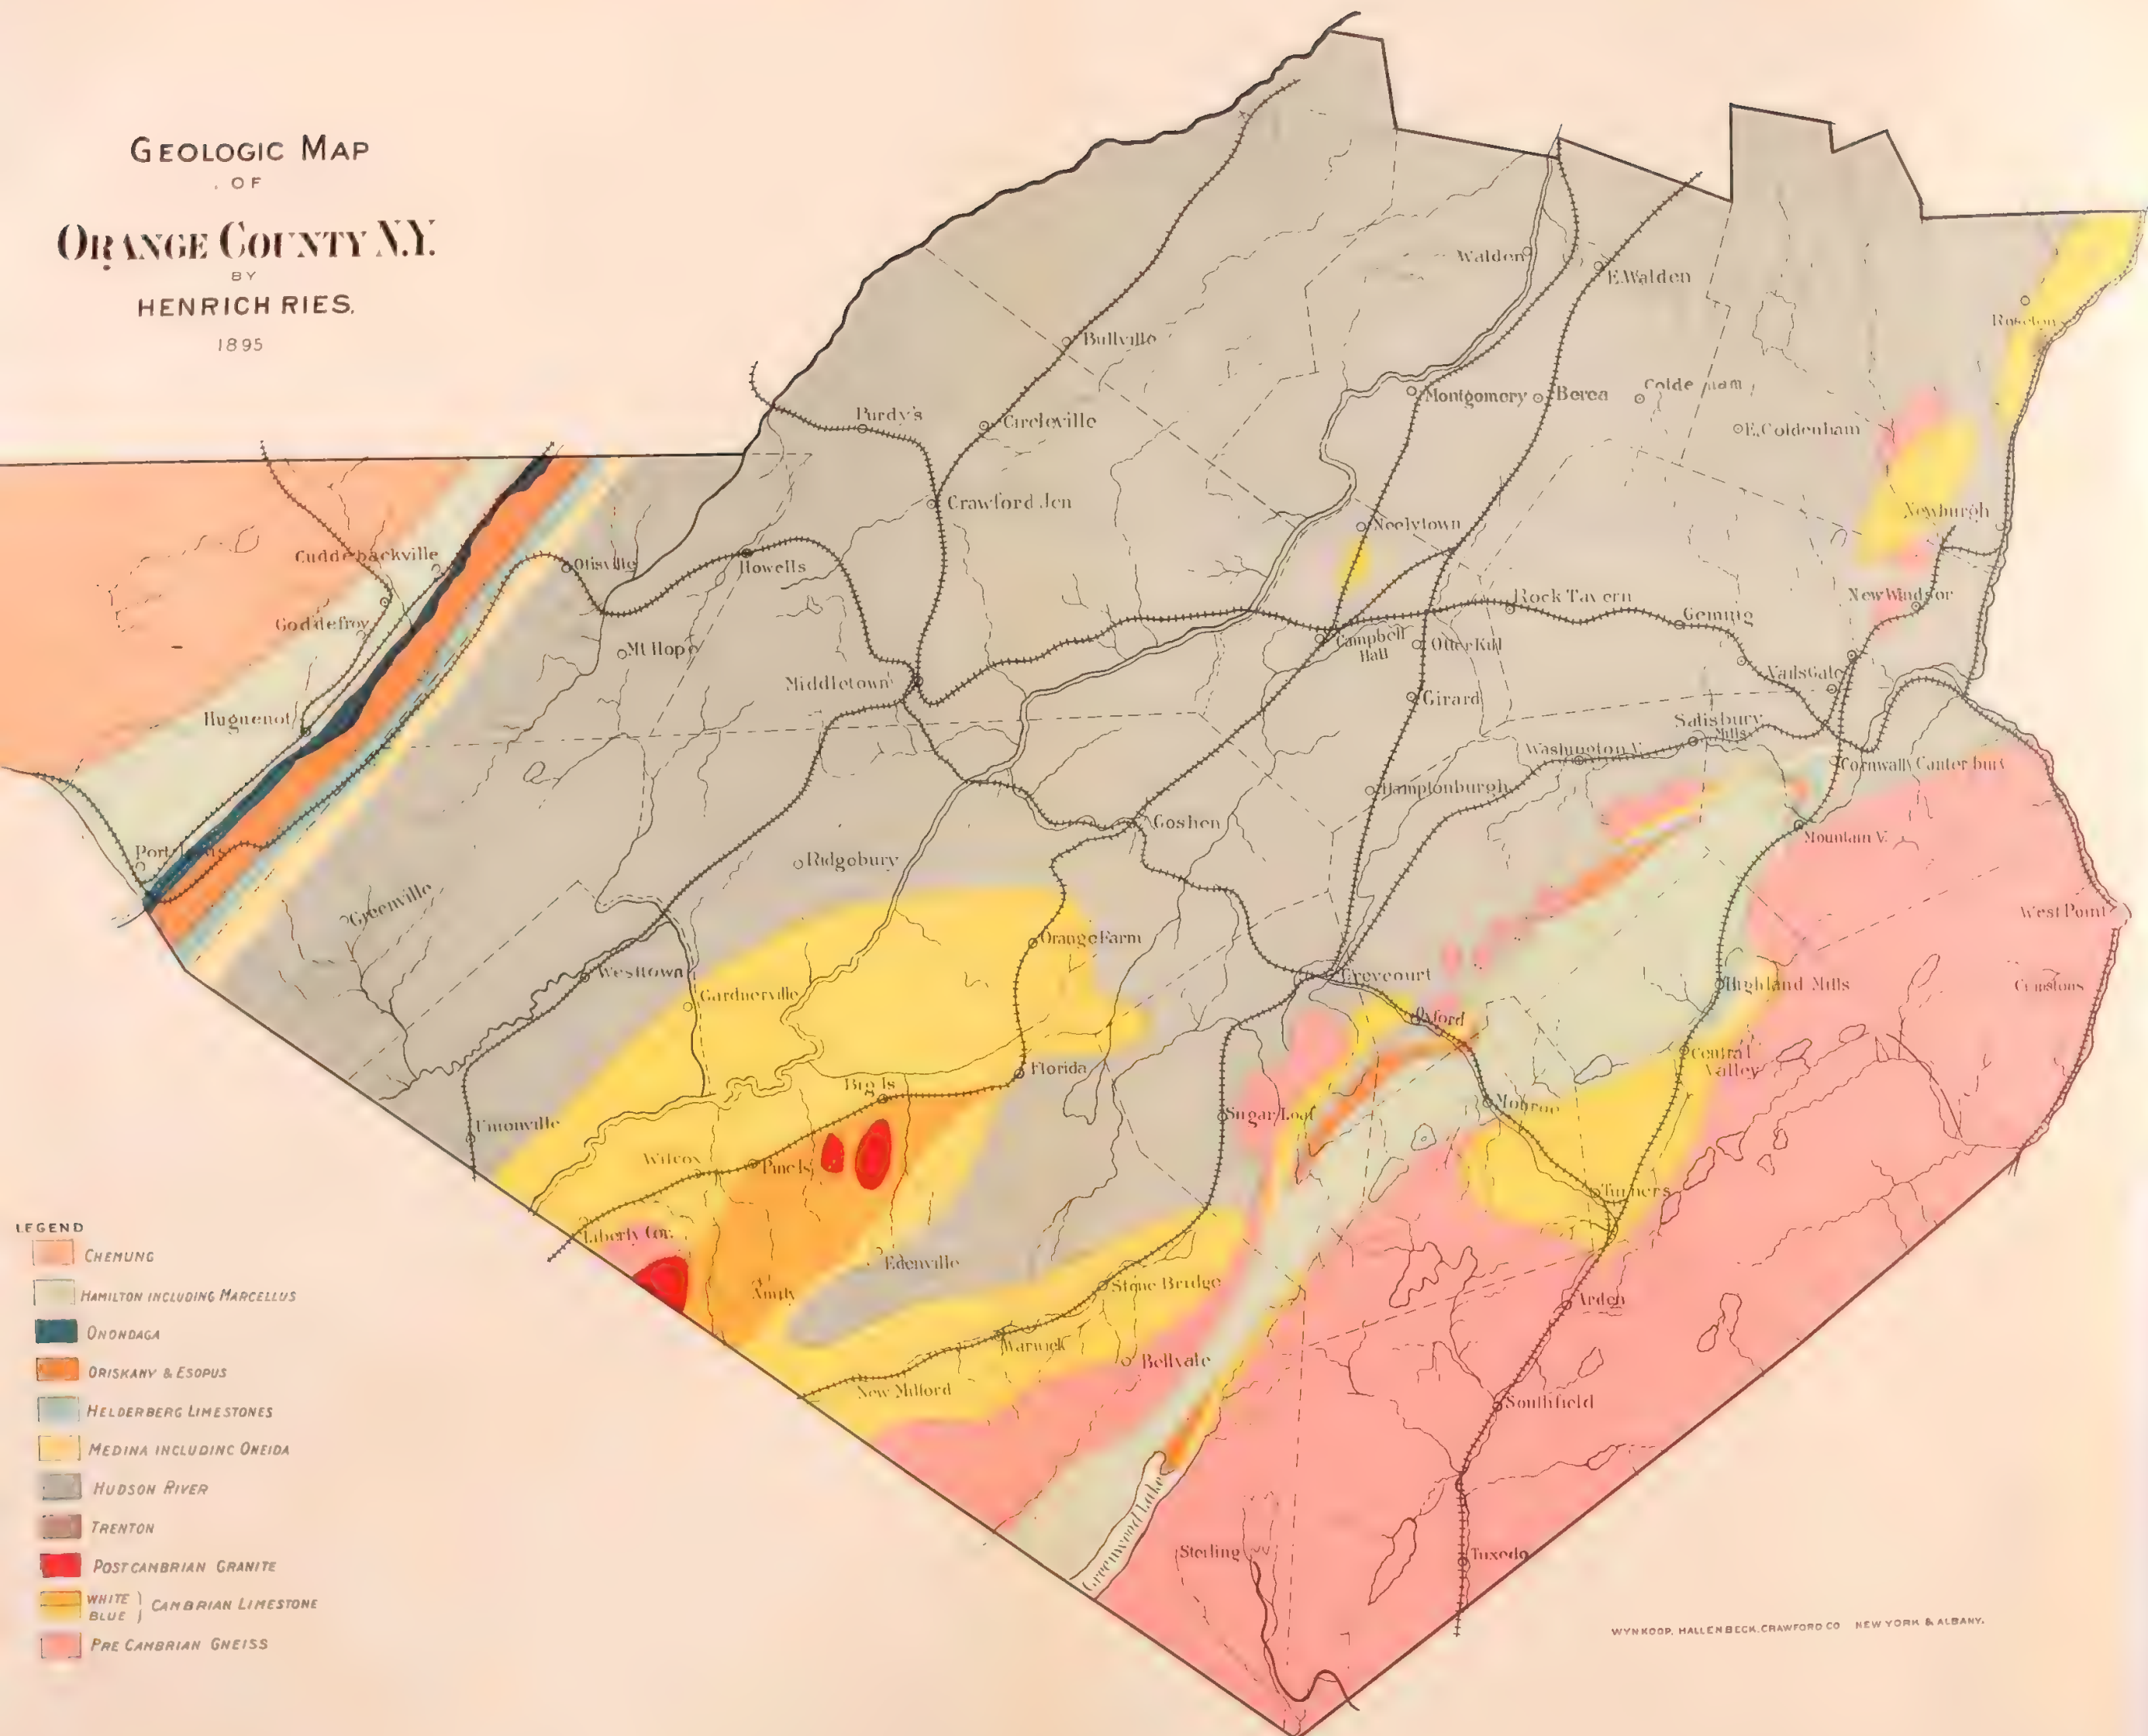 GEOLOGIC MAP
OF
ORANGE COUNTY N.Y.
BY
HENRICH RIES.
1895
Walden
E.Walden
Roseton
Bullville
Montgomery
Berea
Purdy's
Circleville
E.Coldenham
Crawford Jcn
Neelytown
Newburgh
Cuddebackville
Otisville
Howells
Rock Tavern
New Windsor
Goddefroy
Campbell
Hall
Otter Kill
Mt Hope
Middletown
VailsGate
Girard
Huguenot
Salisbury
Mills
Washington V.
Cornwall
Hamptonburgh
Goshen
Mountain V.
Ridgebury
Greenville
West Point
Orange Farm
Westtown
Greycourt
Gardnerville
Highland Mills
Oxford
Central
Valley
Florida
Big Is
Monroe
Unionville
Sugar Loaf
Wilcox
Pine Is
Turners
Liberty Cor.
Edenville
Amity
Stone Bridge
Arden
Warwick
Bellvale
New Milford
Southfield
Greenwood Lake
Sterling
Tuxedo
LEGEND
CHEMUNG
HAMILTON INCLUDING MARCELLUS
ONONDAGA
ORISKANY & ESOPUS
HELDERBERG LIMESTONES
MEDINA INCLUDING ONEIDA
HUDSON RIVER
TRENTON
POSTCAMBRIAN GRANITE
WHITE
BLUE } CAMBRIAN LIMESTONE
PRE CAMBRIAN GNEISS
WYNKOOP, HALLENBECK, CRAWFORD CO NEW YORK & ALBANY.